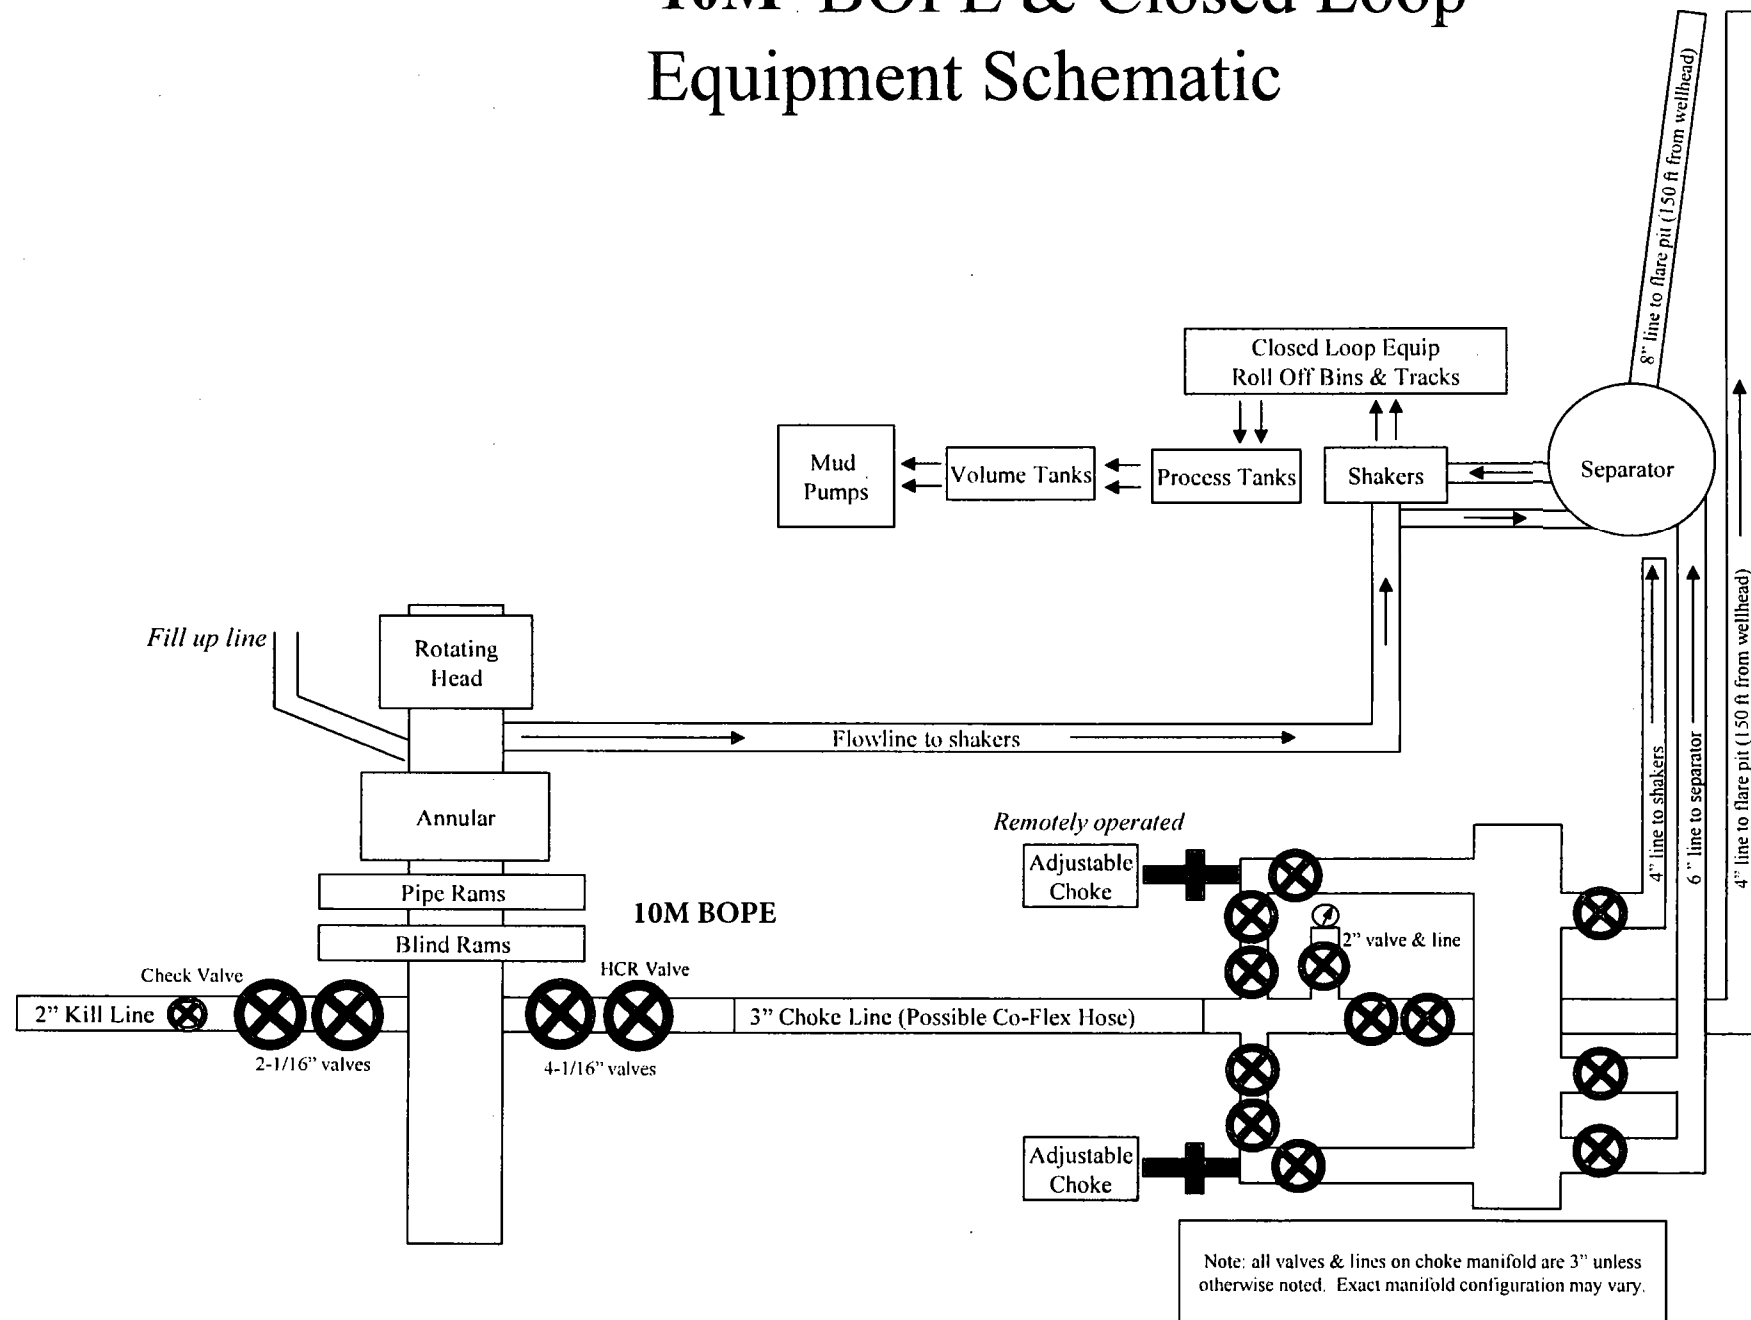 10M BOPE & Closed Loop
Equipment Schematic
8" line to flare pit (150 ft from wellhead)
Closed Loop Equip
Roll Off Bins & Tracks
Mud
Pumps
Volume Tanks
Process Tanks
Shakers
Separator
Fill up line
Rotating
Head
Flowline to shakers
4" line to shakers
6" line to separator
4" line to flare pit (150 ft from wellhead)
Annular
Remotely operated
Adjustable
Choke
Pipe Rams
10M BOPE
Blind Rams
2" valve & line
Check Valve
HCR Valve
2" Kill Line
3" Choke Line (Possible Co-Flex Hose)
2-1/16" valves
4-1/16" valves
Adjustable
Choke
Note: all valves & lines on choke manifold are 3" unless
otherwise noted. Exact manifold configuration may vary.